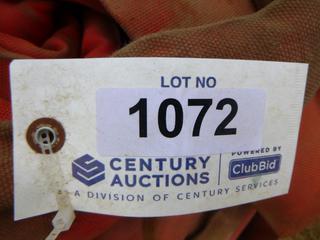 LOT NO
1072
CENTURY AUCTIONS
POWERED BY
ClubBid
A DIVISION OF CENTURY SERVICES